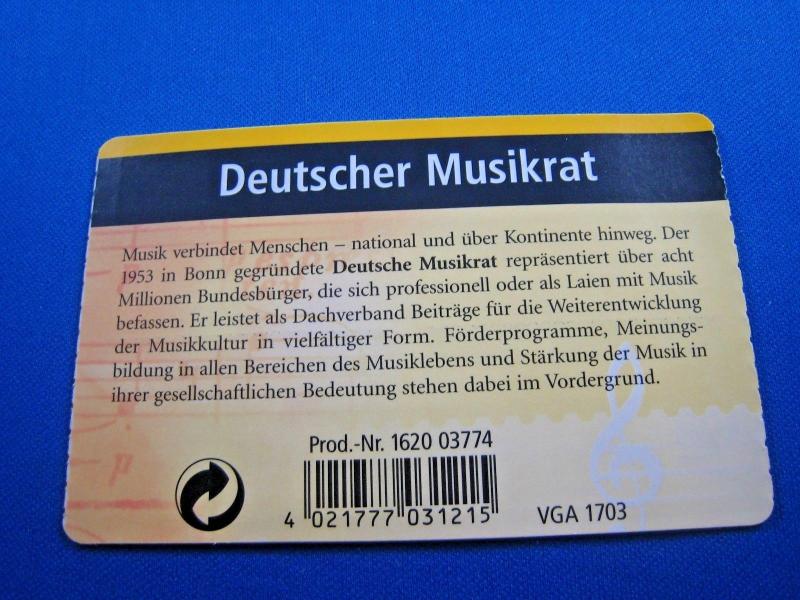 Deutscher Musikrat
Musik verbindet Menschen – national und über Kontinente hinweg. Der
1953 in Bonn gegründete Deutsche Musikrat repräsentiert über acht
Millionen Bundesbürger, die sich professionell oder als Laien mit Musik
befassen. Er leistet als Dachverband Beiträge für die Weiterentwicklung
der Musikkultur in vielfältiger Form. Förderprogramme, Meinungs-
bildung in allen Bereichen des Musiklebens und Stärkung der Musik in
ihrer gesellschaftlichen Bedeutung stehen dabei im Vordergrund.
Prod.-Nr. 1620 03774
4 021777 031215
VGA 1703